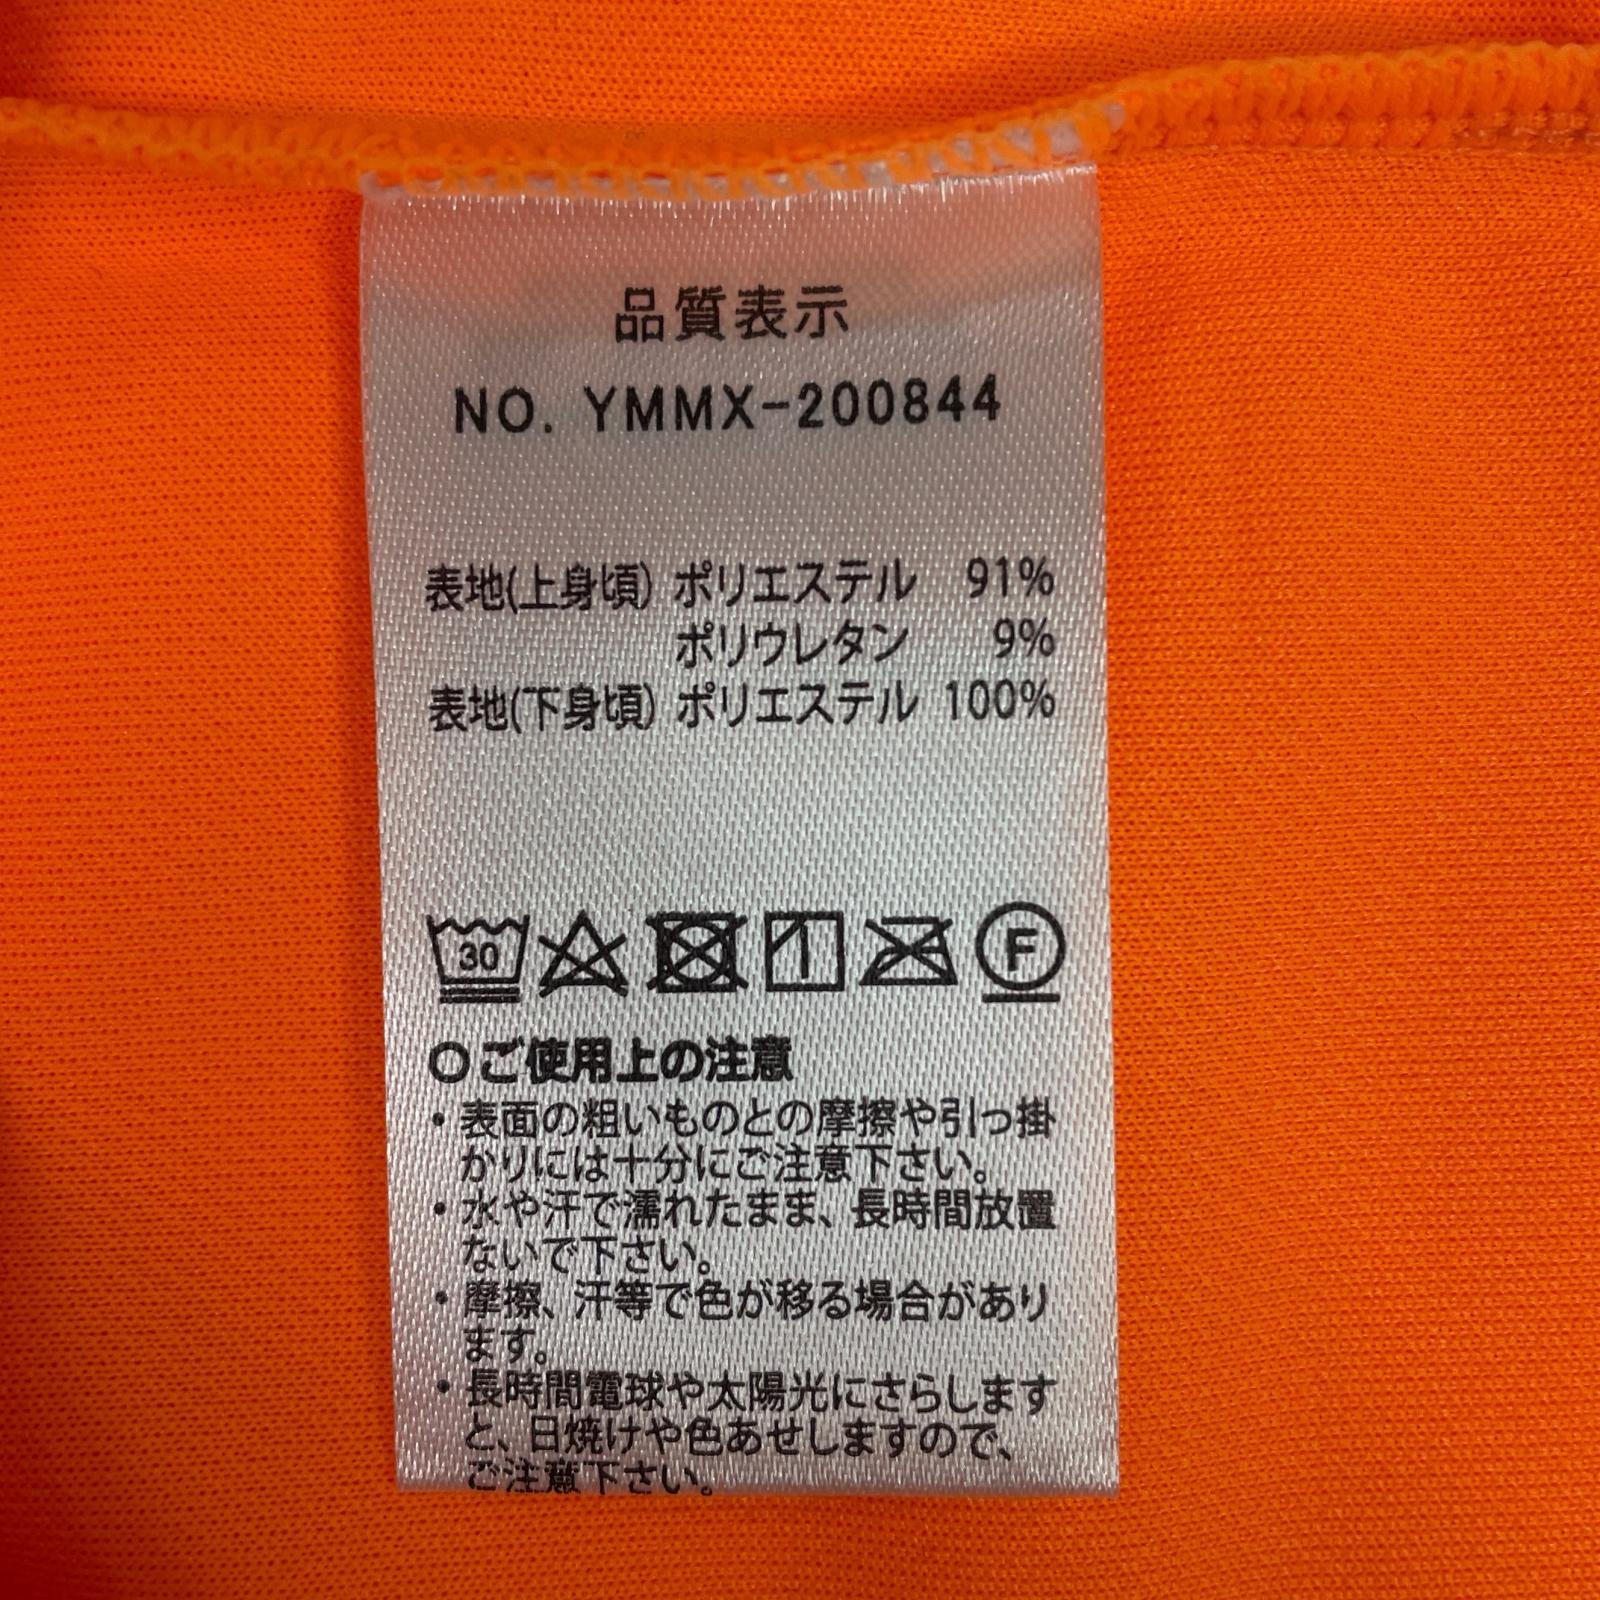 品質表示
NO. YMMX-200844
表地(上身頃) ポリエステル 91%
ポリウレタン 9%
表地(下身頃) ポリエステル 100%
30 1 F
○ご使用上の注意
・表面の粗いものとの摩擦や引っ掛
かりには十分にご注意下さい。
・水や汗で濡れたまま、長時間放置
ないで下さい。
・摩擦、汗等で色が移る場合があり
ます。
・長時間電球や太陽光にさらします
と、日焼けや色あせしますので、
ご注意下さい。